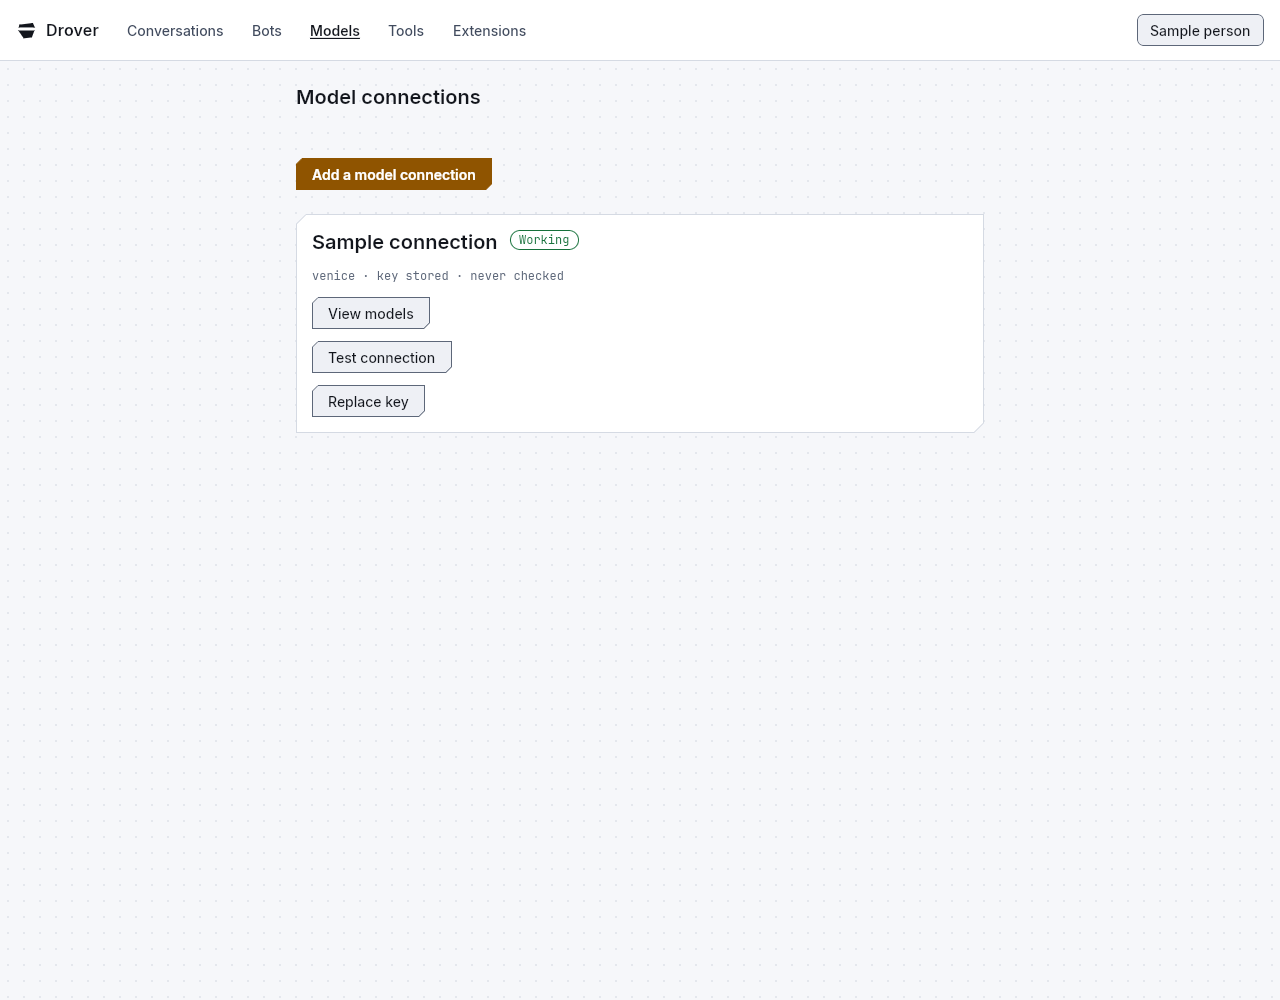 Drover Conversations Bots Models Tools Extensions Sample person
Model connections
Add a model connection
Sample connection Working
venice · key stored · never checked
View models
Test connection
Replace key